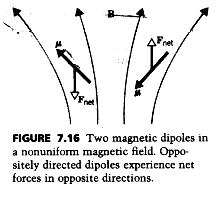 B
μ
F net
F net
μ
FIGURE 7.16 Two magnetic dipoles in
a nonuniform magnetic field. Oppo-
sitely directed dipoles experience net
forces in opposite directions.